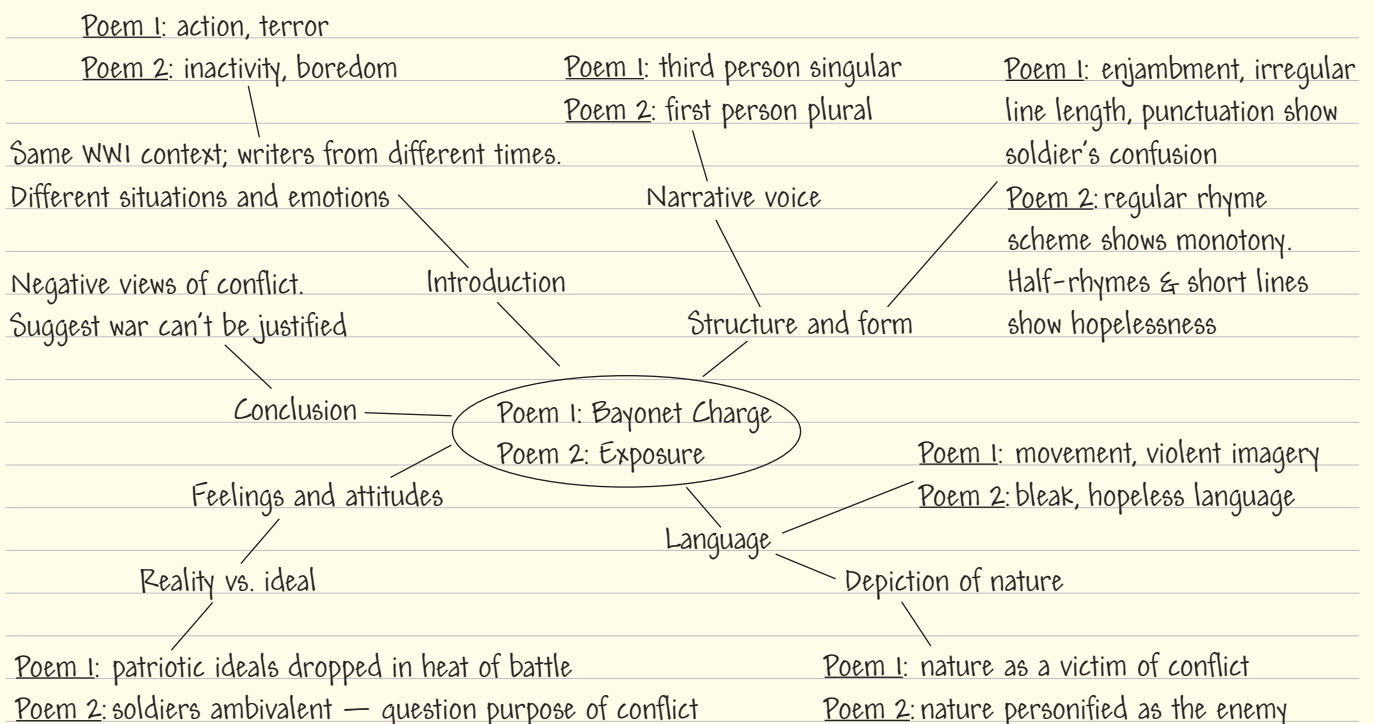 Poem 1: action, terror
Poem 2: inactivity, boredom
Same WWI context; writers from different times.
Different situations and emotions
Introduction
Poem 1: third person singular
Poem 2: first person plural
Narrative voice
Poem 1: enjambment, irregular
line length, punctuation show
soldier's confusion
Poem 2: regular rhyme
scheme shows monotony.
Half-rhymes & short lines
show hopelessness
Structure and form
Negative views of conflict.
Suggest war can't be justified
Conclusion
Poem 1: Bayonet Charge
Poem 2: Exposure
Feelings and attitudes
Reality vs. ideal
Poem 1: patriotic ideals dropped in heat of battle
Poem 2: soldiers ambivalent — question purpose of conflict
Language
Poem 1: movement, violent imagery
Poem 2: bleak, hopeless language
Depiction of nature
Poem 1: nature as a victim of conflict
Poem 2: nature personified as the enemy